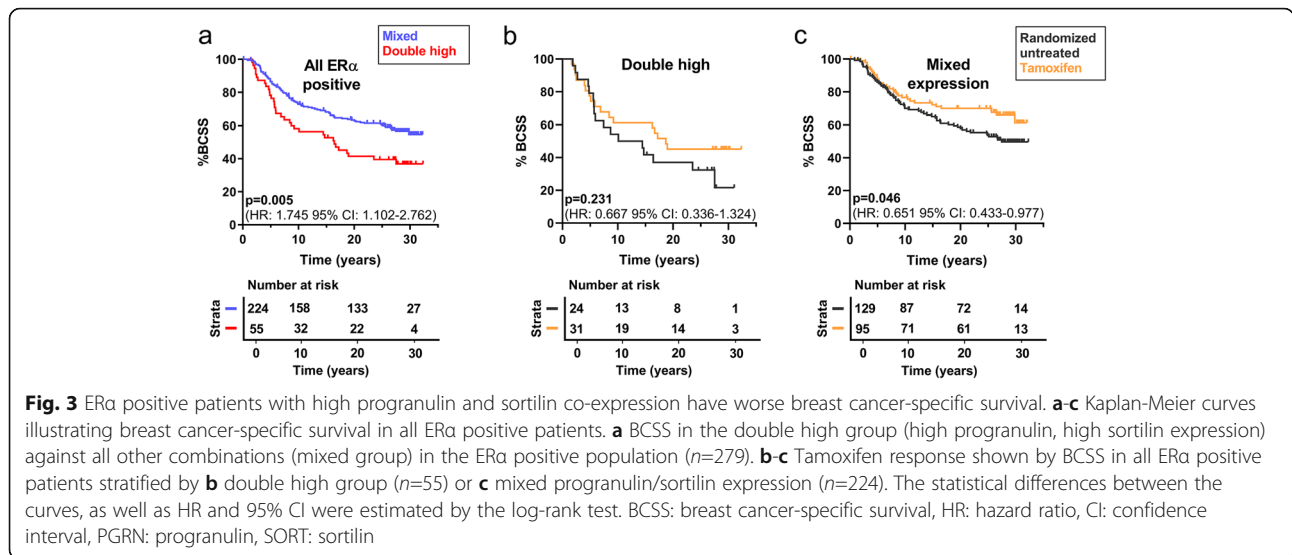 a
Mixed
Double high
All ERα
positive
100
80
60
40
20
0
%BCSS
p=0.005
(HR: 1.745 95% CI: 1.102-2.762)
0 10 20 30
Time (years)
Number at risk
Strata
224 158 133 27
55 32 22 4
0 10 20 30
Time (years)
b
Double high
100
80
60
40
20
0
% BCSS
p=0.231
(HR: 0.667 95% CI: 0.336-1.324)
0 10 20 30
Time (years)
Number at risk
Strata
24 13 8 1
31 19 14 3
0 10 20 30
Time (years)
c
Randomized
untreated
Tamoxifen
Mixed
expression
100
80
60
40
20
0
% BCSS
p=0.046
(HR: 0.651 95% CI: 0.433-0.977)
0 10 20 30
Time (years)
Number at risk
Strata
129 87 72 14
95 71 61 13
0 10 20 30
Time (years)
Fig. 3 ERα positive patients with high progranulin and sortilin co-expression have worse breast cancer-specific survival. a-c Kaplan-Meier curves
illustrating breast cancer-specific survival in all ERα positive patients. a BCSS in the double high group (high progranulin, high sortilin expression)
against all other combinations (mixed group) in the ERα positive population (n=279). b-c Tamoxifen response shown by BCSS in all ERα positive
patients stratified by b double high group (n=55) or c mixed progranulin/sortilin expression (n=224). The statistical differences between the
curves, as well as HR and 95% CI were estimated by the log-rank test. BCSS: breast cancer-specific survival, HR: hazard ratio, CI: confidence
interval, PGRN: progranulin, SORT: sortilin